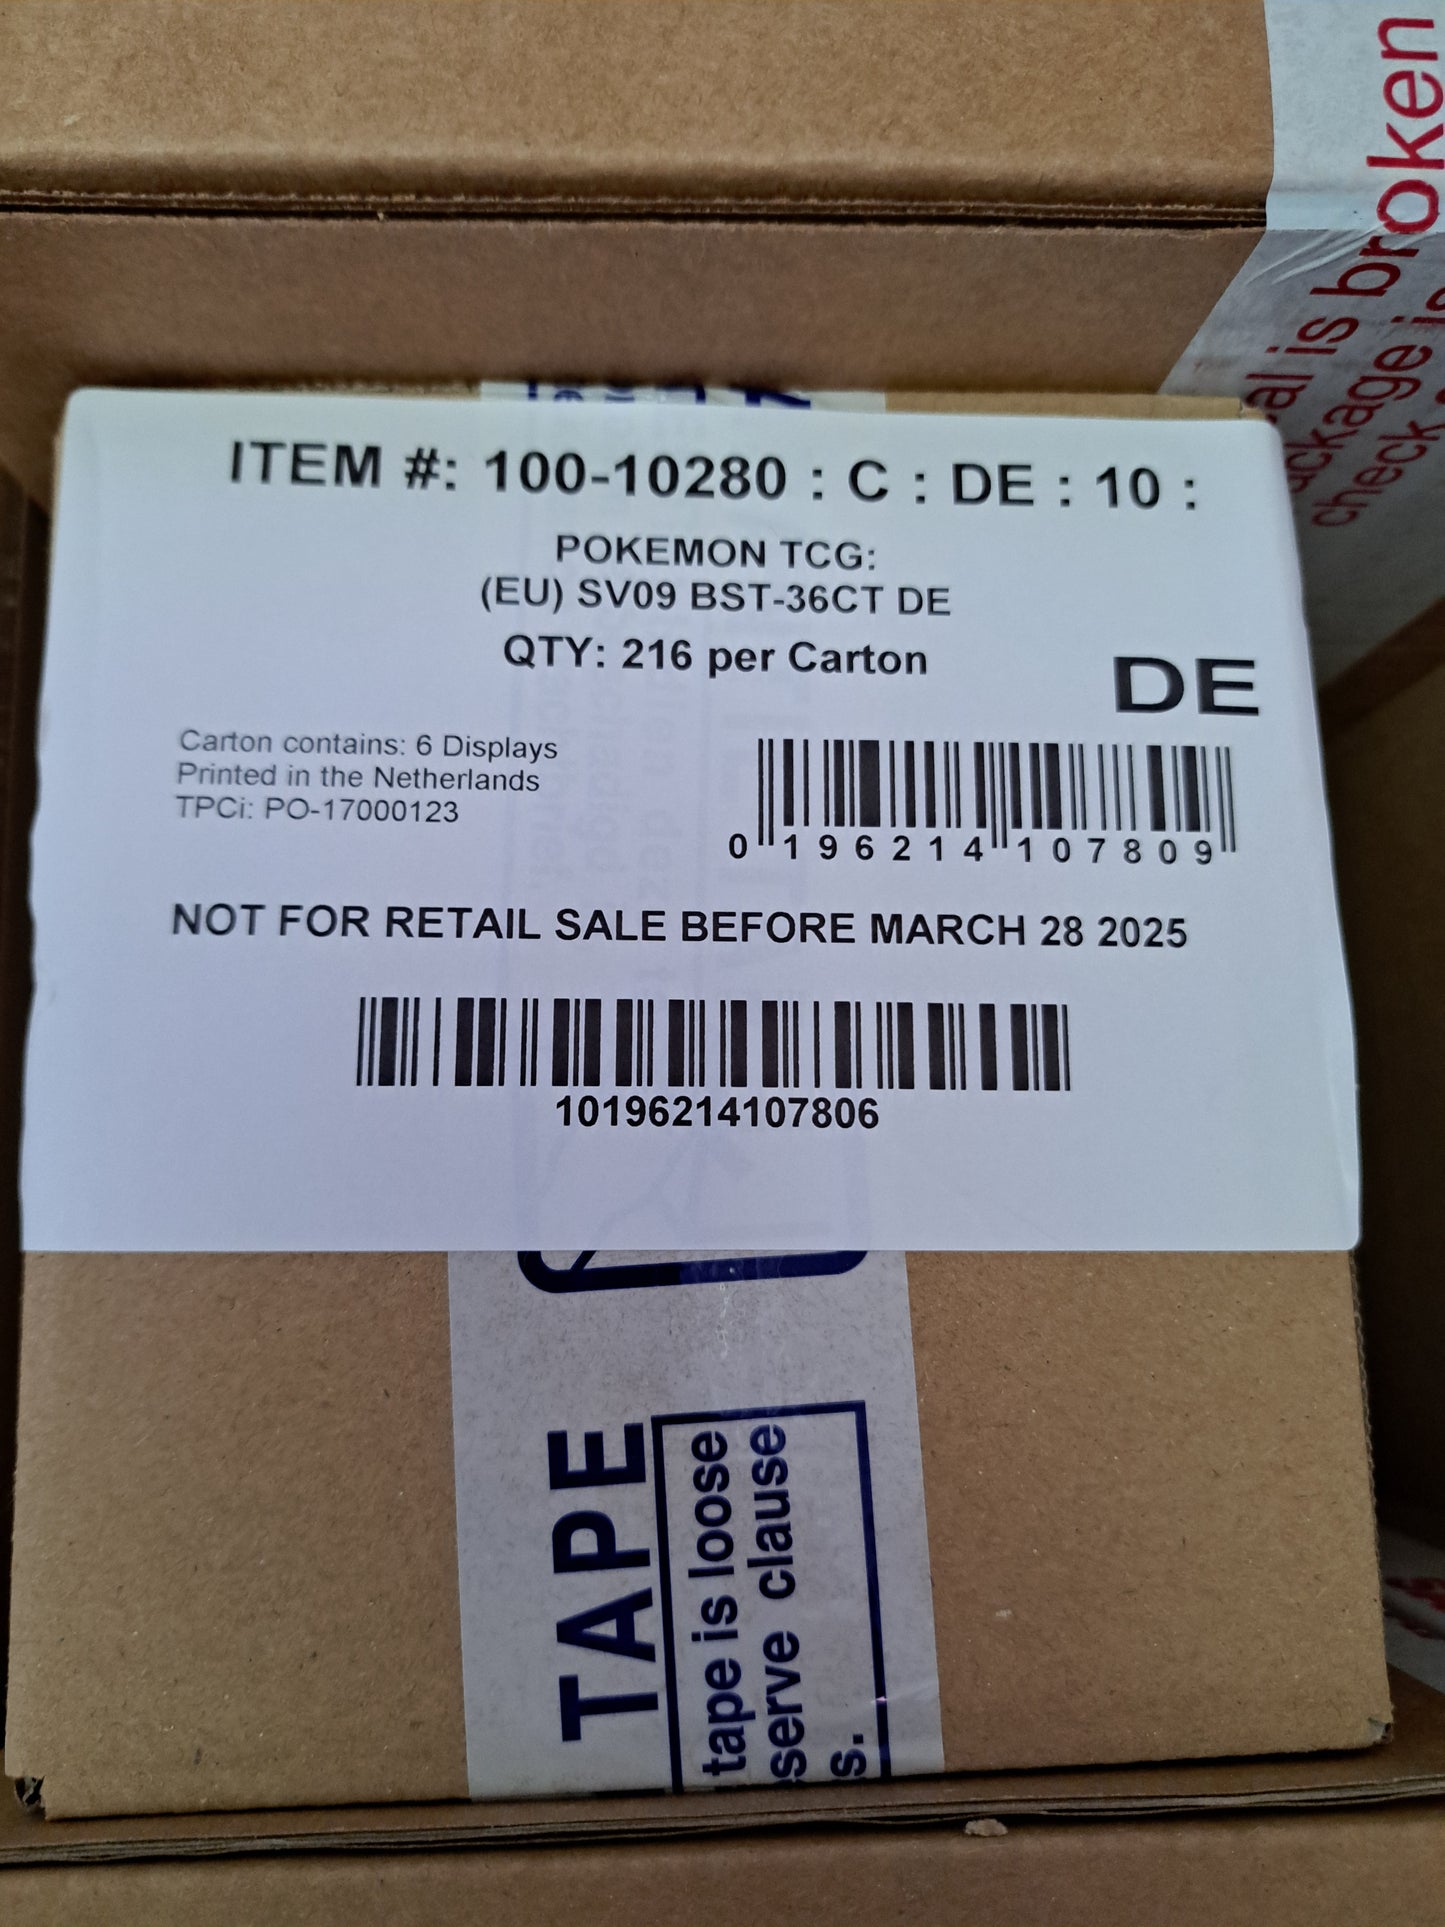 al is broken
ackage is
check
ITEM #: 100-10280 : C : DE : 10 :
POKEMON TCG:
(EU) SV09 BST-36CT DE
QTY: 216 per Carton
DE
Carton contains: 6 Displays
Printed in the Netherlands
TPCi: PO-17000123
0 196214 107809
NOT FOR RETAIL SALE BEFORE MARCH 28 2025
10196214107806
TAPE
tape is loose
serve clause
s.